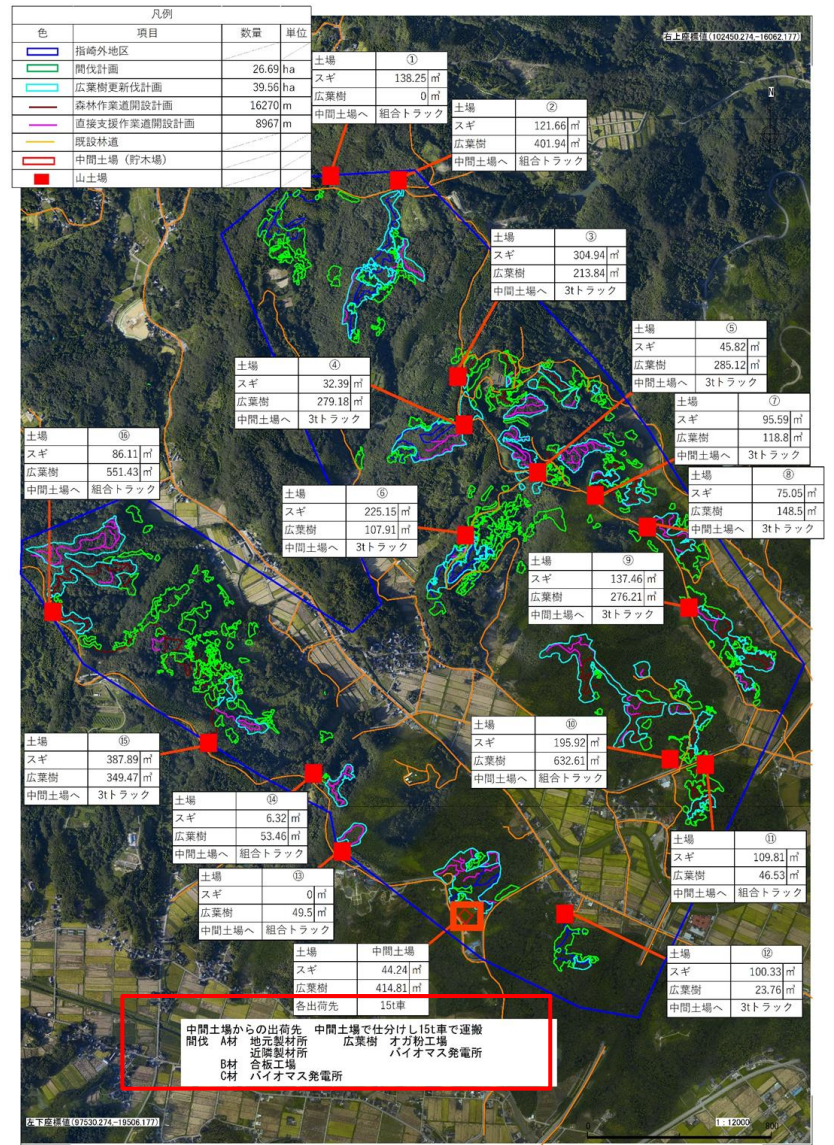 凡例
色 項目 数量 単位
指崎外地区
間伐計画 26.69 ha
広葉樹更新伐計画 39.56 ha
森林作業道開設計画 16270 m
直接支援作業道開設計画 8967 m
既設林道
中間土場（貯木場）
山土場
右上座標値(102450.274,-16062.177)
N
土場 ①
スギ 138.25 ㎥
広葉樹 0 ㎥
中間土場へ 組合トラック
土場 ②
スギ 121.66 ㎥
広葉樹 401.94 ㎥
中間土場へ 組合トラック
土場 ③
スギ 304.94 ㎥
広葉樹 213.84 ㎥
中間土場へ 3tトラック
土場 ⑤
スギ 45.82 ㎥
広葉樹 285.12 ㎥
中間土場へ 3tトラック
土場 ④
スギ 32.39 ㎥
広葉樹 279.18 ㎥
中間土場へ 3tトラック
土場 ⑦
スギ 95.59 ㎥
広葉樹 118.8 ㎥
中間土場へ 3tトラック
土場 ⑯
スギ 86.11 ㎥
広葉樹 551.43 ㎥
中間土場へ 組合トラック
土場 ⑧
スギ 75.05 ㎥
広葉樹 148.5 ㎥
中間土場へ 3tトラック
土場 ⑥
スギ 225.15 ㎥
広葉樹 107.91 ㎥
中間土場へ 3tトラック
土場 ⑨
スギ 137.46 ㎥
広葉樹 276.21 ㎥
中間土場へ 3tトラック
土場 ⑩
スギ 195.92 ㎥
広葉樹 632.61 ㎥
中間土場へ 組合トラック
土場 ⑮
スギ 387.89 ㎥
広葉樹 349.47 ㎥
中間土場へ 3tトラック
土場 ⑭
スギ 6.32 ㎥
広葉樹 53.46 ㎥
中間土場へ 組合トラック
土場 ⑪
スギ 109.81 ㎥
広葉樹 46.53 ㎥
中間土場へ 組合トラック
土場 ⑬
スギ 0 ㎥
広葉樹 49.5 ㎥
中間土場へ 組合トラック
土場 中間土場
スギ 44.24 ㎥
広葉樹 414.81 ㎥
各出荷先 15t車
土場 ⑫
スギ 100.33 ㎥
広葉樹 23.76 ㎥
中間土場へ 3tトラック
中間土場からの出荷先 中間土場で仕分けし15t車で運搬
間伐 A材 地元製材所 広葉樹 オガ粉工場
近隣製材所 バイオマス発電所
B材 合板工場
C材 バイオマス発電所
左下座標値(97530.274,-19506.177)
1：12000
0 800